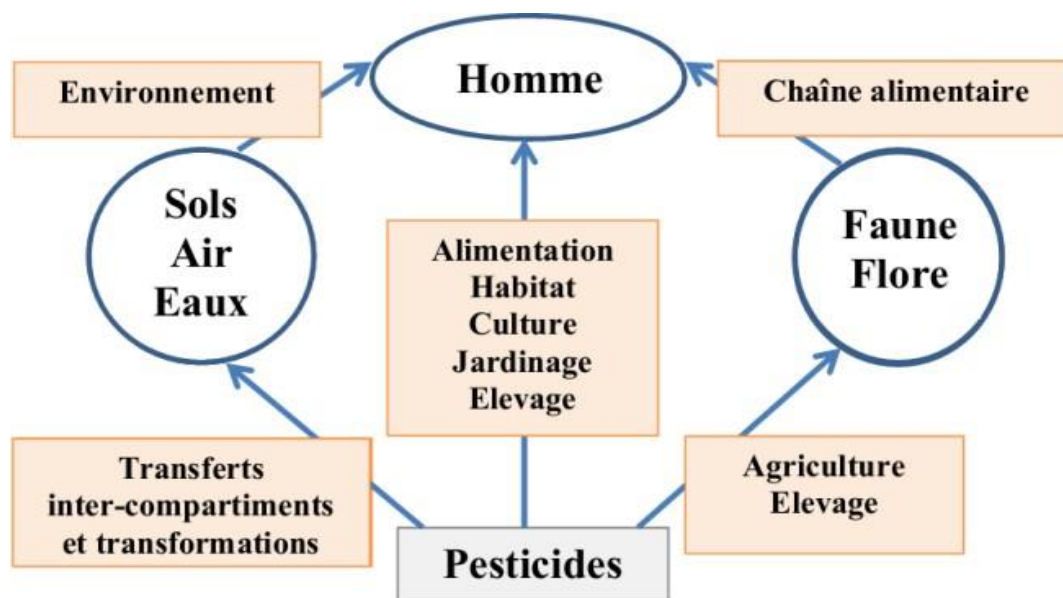 Homme
Environnement
Chaîne alimentaire
Sols
Air
Eaux
Alimentation
Habitat
Culture
Jardinage
Elevage
Faune
Flore
Transferts
inter-compartiments
et transformations
Agriculture
Elevage
Pesticides